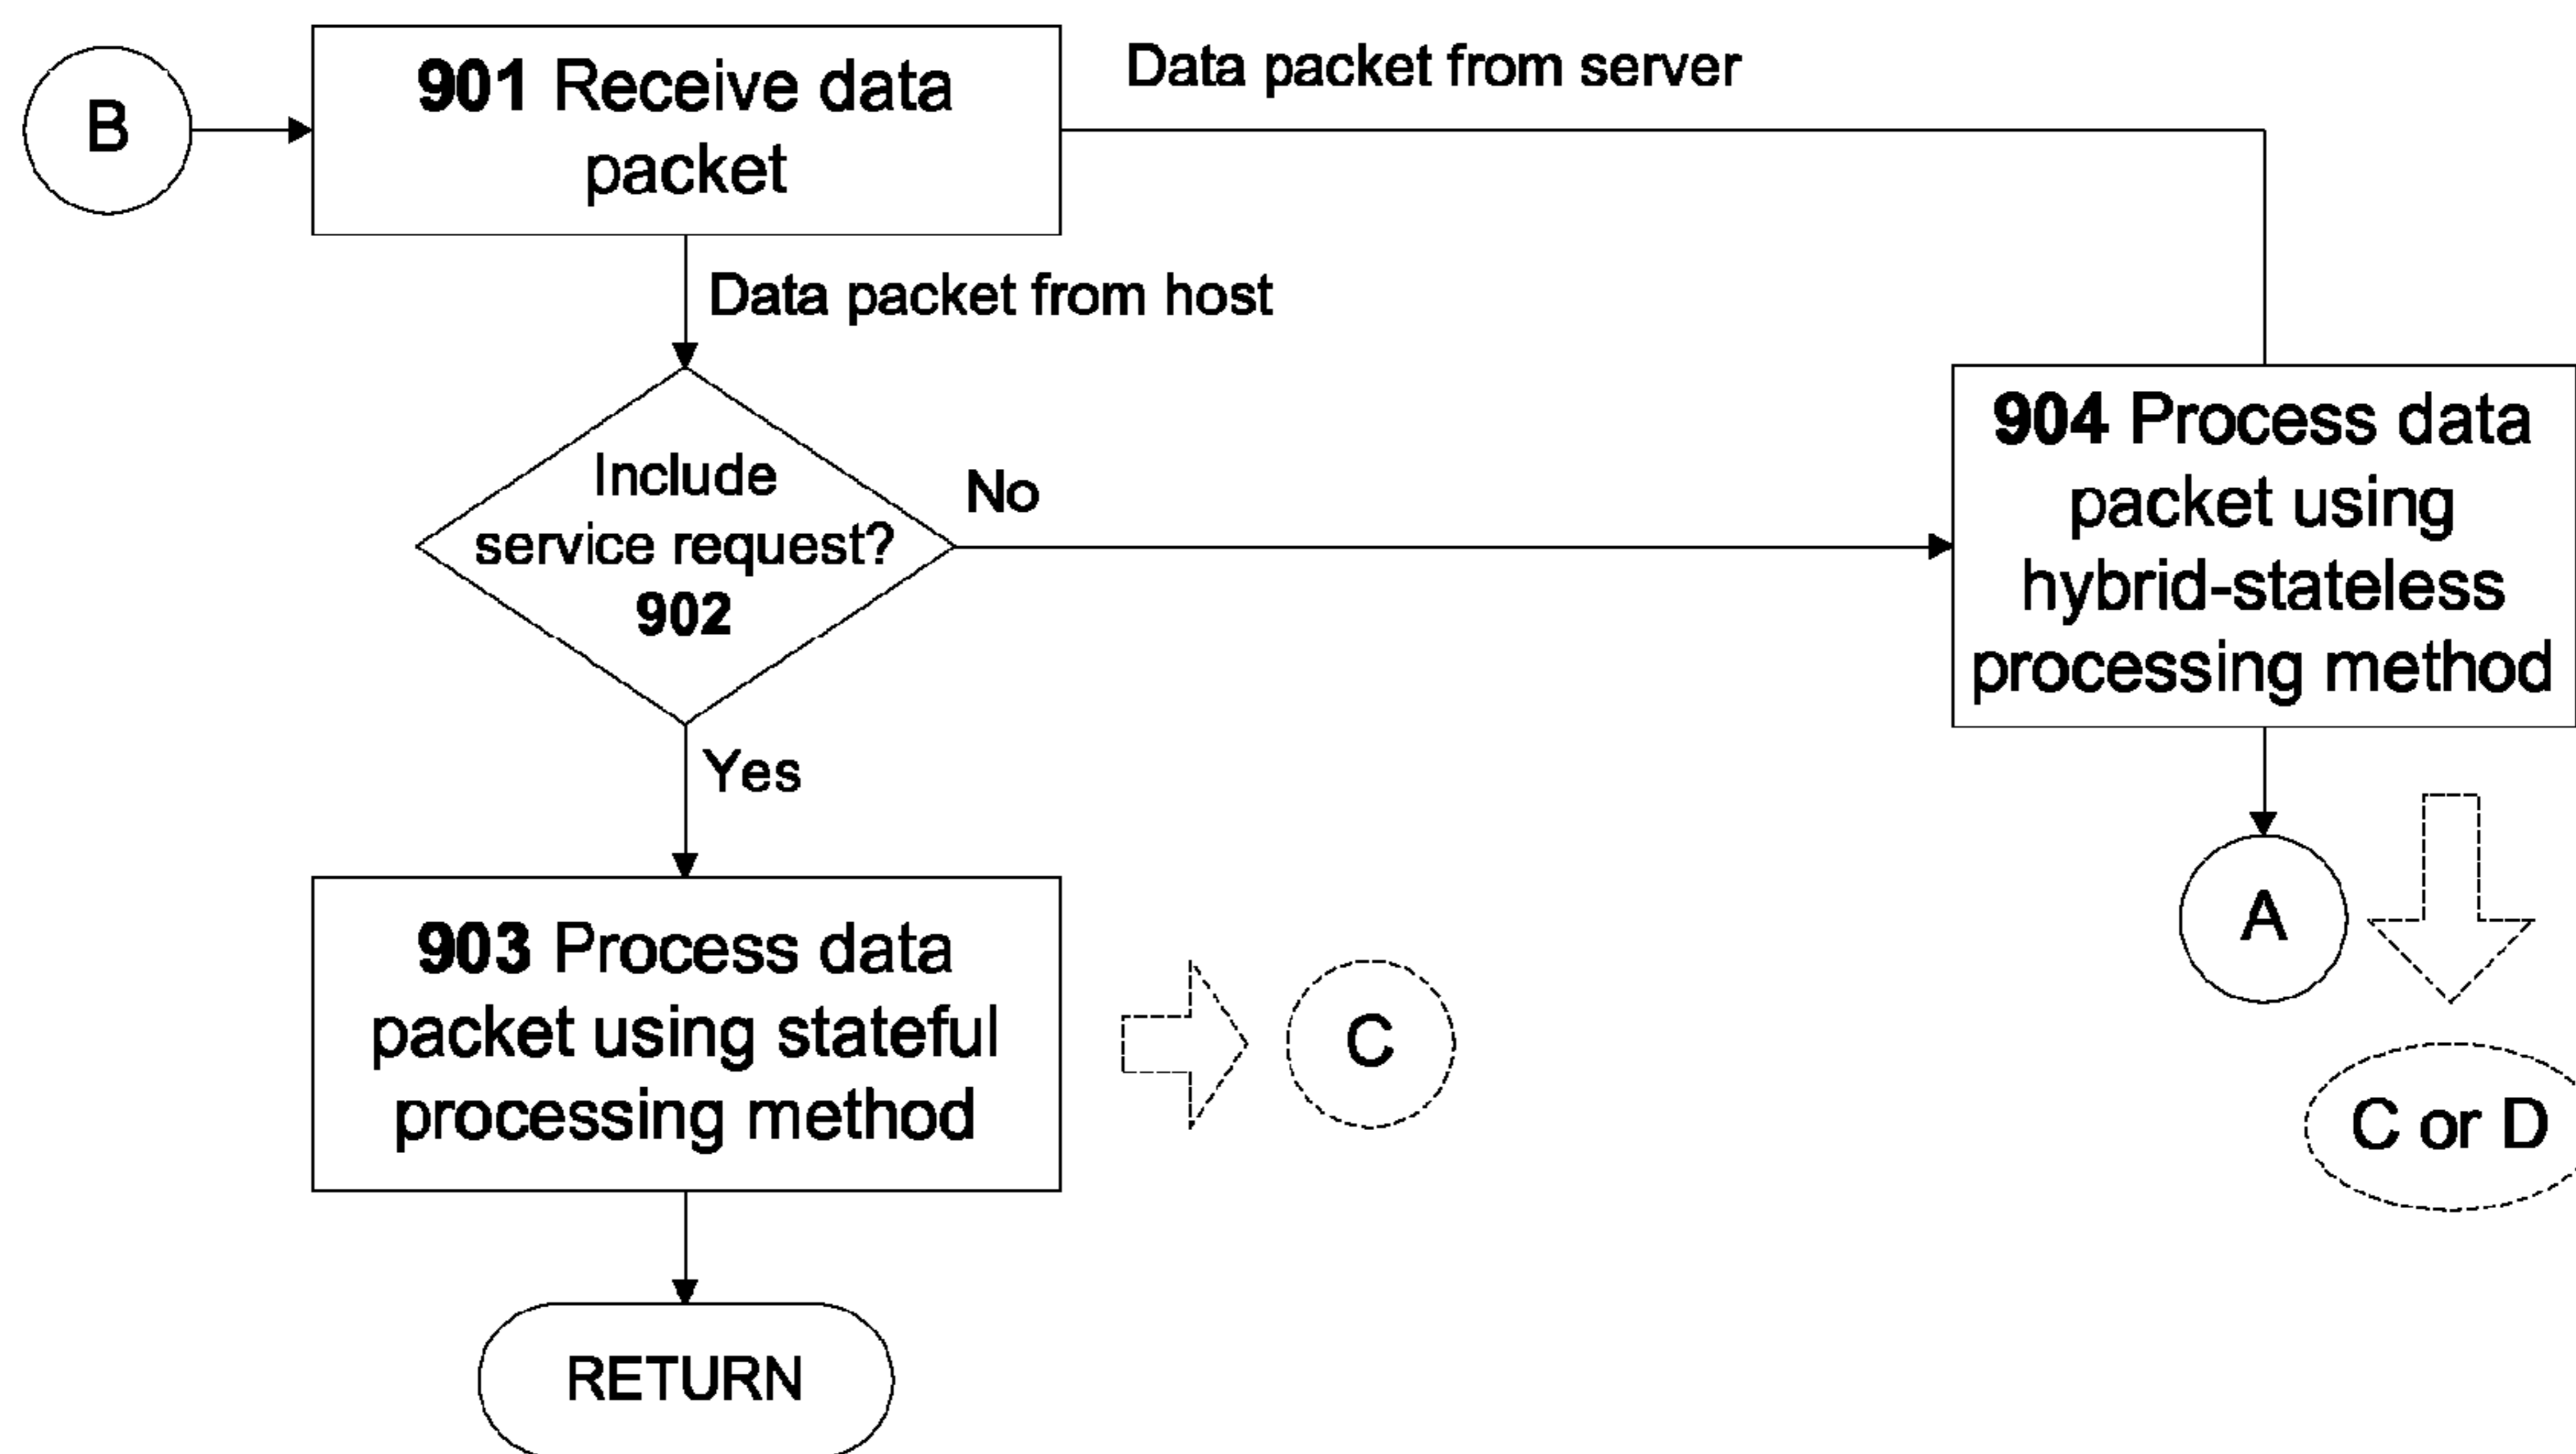 B
901 Receive data
packet
Data packet from server
Data packet from host
Include
service request?
902
No
904 Process data
packet using
hybrid-stateless
processing method
Yes
903 Process data
packet using stateful
processing method
C
A
C or D
RETURN